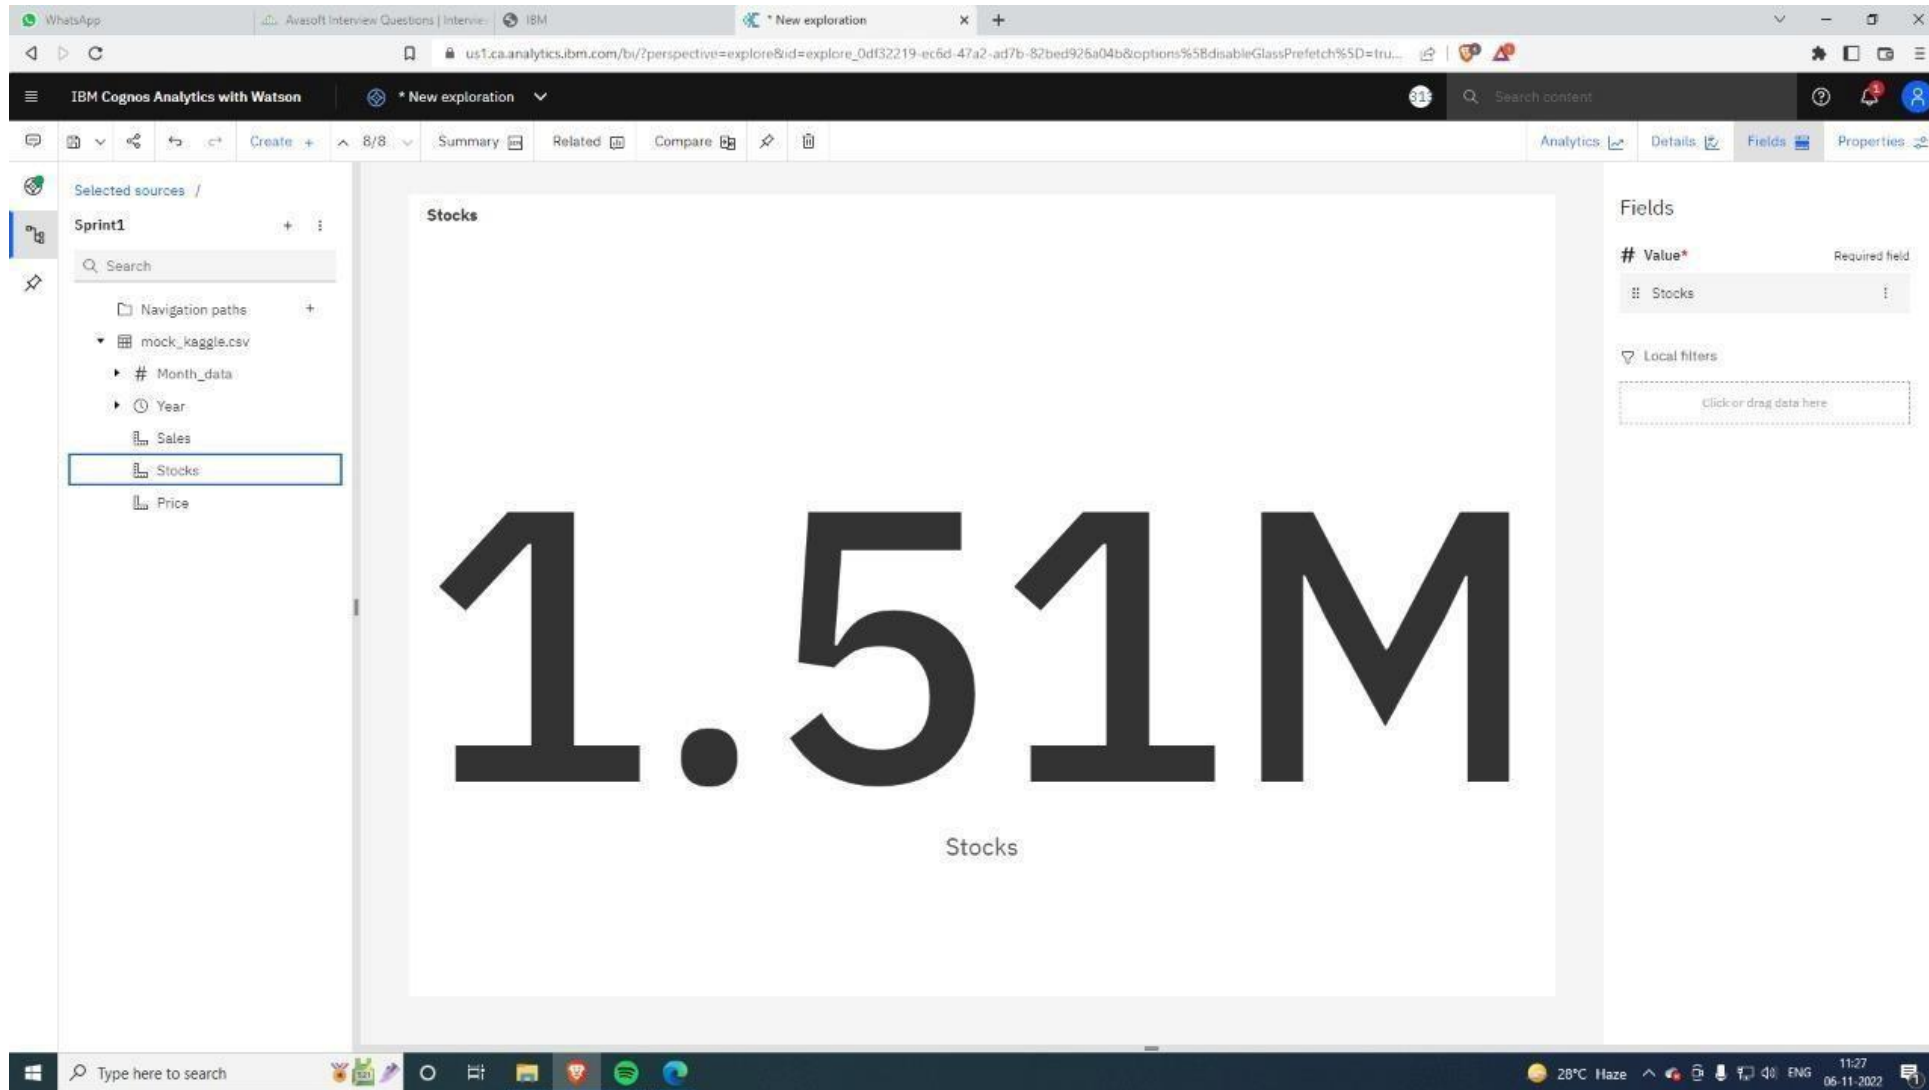 WhatsApp
Avasoft Interview Questions | Intervie
IBM
* New exploration
us1.ca.analytics.ibm.com/bi/?perspective=explore&id=explore_0df32219-ec6d-47a2-ad7b-82bed926a04b&options%5BdisableGlassPrefetch%5D=tru...
IBM Cognos Analytics with Watson
* New exploration
Search content
1
Create +
8/8
Summary
Related
Compare
Analytics
Details
Fields
Properties
Selected sources /
Sprint1
Search
Navigation paths
mock_kaggle.csv
# Month_data
Year
Sales
Stocks
Price
Stocks
1.51M
Stocks
Fields
# Value*
Required field
Stocks
Local filters
Click or drag data here
Type here to search
28°C Haze
ENG
11:27
06-11-2022